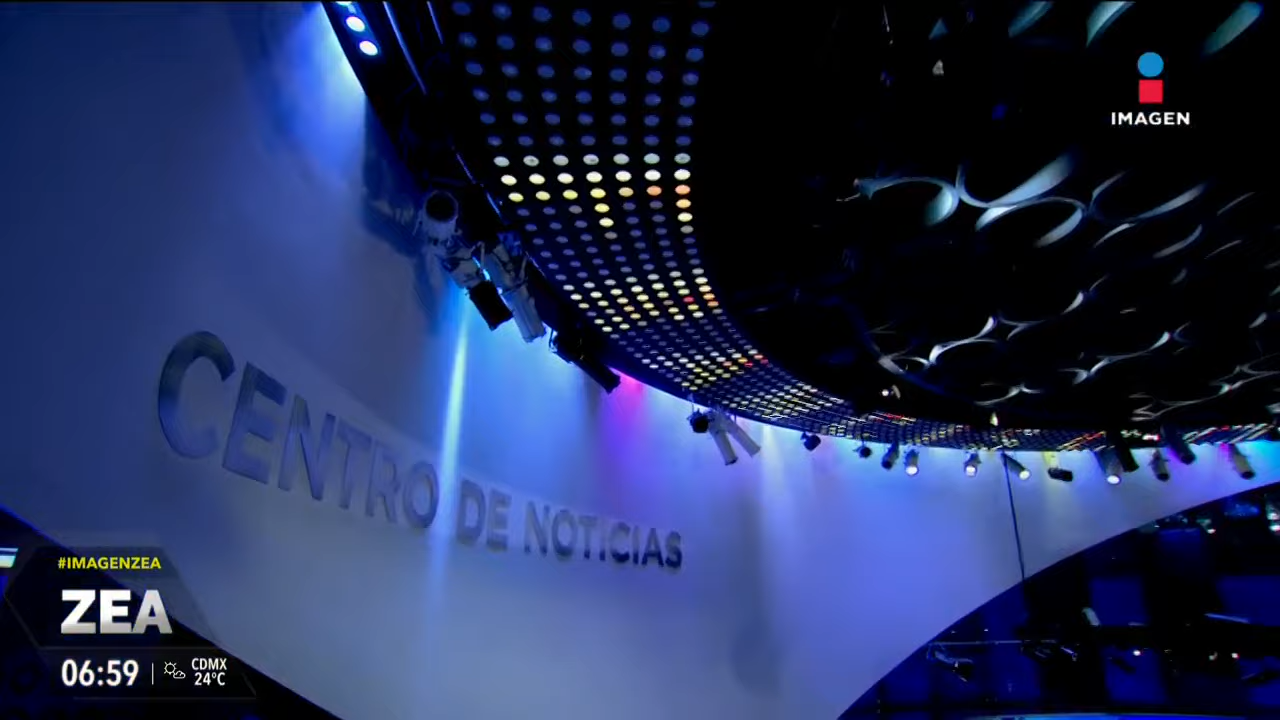 IMAGEN
CENTRO DE NOTICIAS
#IMAGENZEA
ZEA
06:59
CDMX
24°C